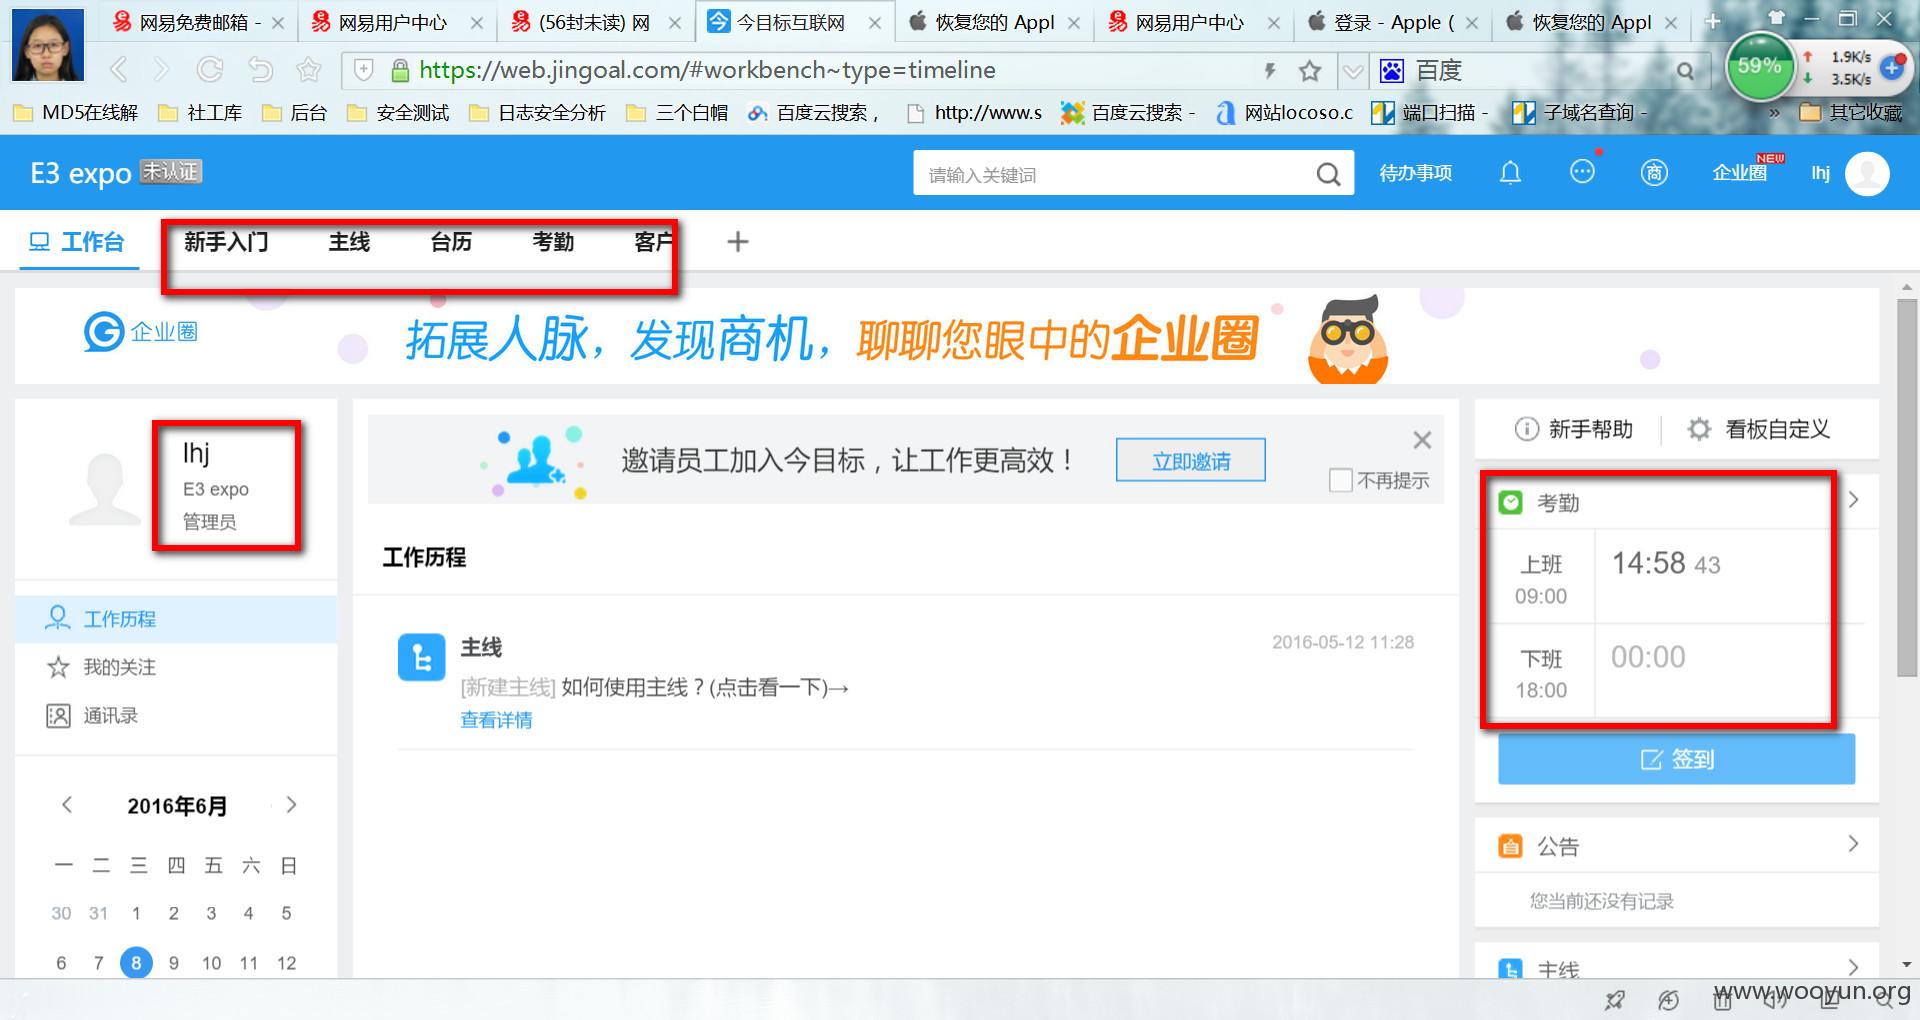 网易免费邮箱 -
网易用户中心
(56封未读) 网
今目标互联网
恢复您的 Appl
网易用户中心
登录 - Apple (
恢复您的 Appl
https://web.jingoal.com/#workbench~type=timeline
百度
59%
1.9K/s
3.5K/s
MD5在线解
社工库
后台
安全测试
日志安全分析
三个白帽
百度云搜索，
http://www.s
百度云搜索 -
网站locoso.c
端口扫描 -
子域名查询 -
»
其它收藏
E3 expo 未认证
请输入关键词
待办事项
商
企业圈
NEW
lhj
工作台
新手入门
主线
台历
考勤
客户
企业圈
拓展人脉，发现商机，聊聊您眼中的企业圈
lhj
E3 expo
管理员
工作历程
我的关注
通讯录
2016年6月
一 二 三 四 五 六 日
30 31 1 2 3 4 5
6 7 8 9 10 11 12
邀请员工加入今目标，让工作更高效！
立即邀请
不再提示
工作历程
主线
2016-05-12 11:28
[新建主线] 如何使用主线？(点击看一下)→
查看详情
新手帮助
看板自定义
考勤
上班
09:00
14:58 43
下班
18:00
00:00
签到
公告
您当前还没有记录
主线
www.wooyun.org